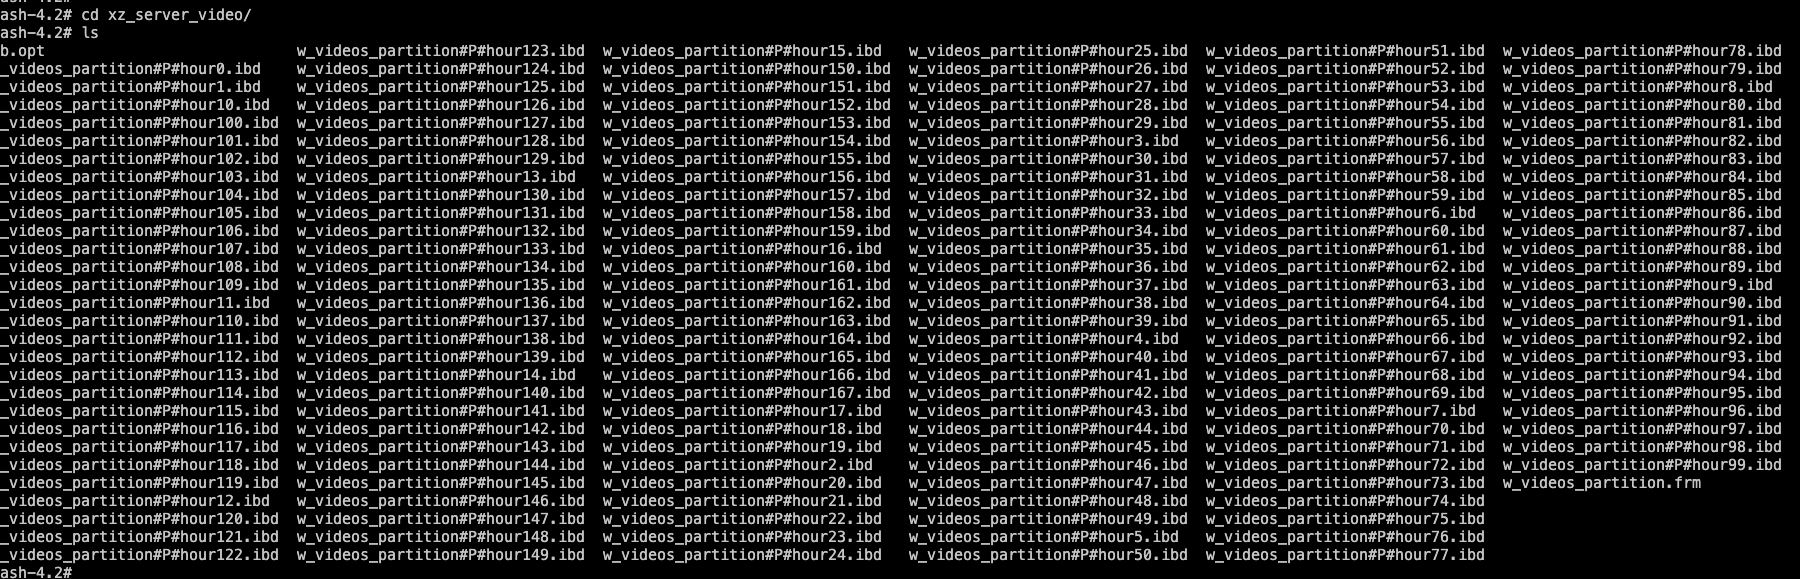 ash-4.2# cd xz_server_video/
ash-4.2# ls
b.opt w_videos_partition#P#hour123.ibd w_videos_partition#P#hour15.ibd w_videos_partition#P#hour25.ibd w_videos_partition#P#hour51.ibd w_videos_partition#P#hour78.ibd
_videos_partition#P#hour0.ibd w_videos_partition#P#hour124.ibd w_videos_partition#P#hour150.ibd w_videos_partition#P#hour26.ibd w_videos_partition#P#hour52.ibd w_videos_partition#P#hour79.ibd
_videos_partition#P#hour1.ibd w_videos_partition#P#hour125.ibd w_videos_partition#P#hour151.ibd w_videos_partition#P#hour27.ibd w_videos_partition#P#hour53.ibd w_videos_partition#P#hour8.ibd
_videos_partition#P#hour10.ibd w_videos_partition#P#hour126.ibd w_videos_partition#P#hour152.ibd w_videos_partition#P#hour28.ibd w_videos_partition#P#hour54.ibd w_videos_partition#P#hour80.ibd
_videos_partition#P#hour100.ibd w_videos_partition#P#hour127.ibd w_videos_partition#P#hour153.ibd w_videos_partition#P#hour29.ibd w_videos_partition#P#hour55.ibd w_videos_partition#P#hour81.ibd
_videos_partition#P#hour101.ibd w_videos_partition#P#hour128.ibd w_videos_partition#P#hour154.ibd w_videos_partition#P#hour3.ibd w_videos_partition#P#hour56.ibd w_videos_partition#P#hour82.ibd
_videos_partition#P#hour102.ibd w_videos_partition#P#hour129.ibd w_videos_partition#P#hour155.ibd w_videos_partition#P#hour30.ibd w_videos_partition#P#hour57.ibd w_videos_partition#P#hour83.ibd
_videos_partition#P#hour103.ibd w_videos_partition#P#hour13.ibd w_videos_partition#P#hour156.ibd w_videos_partition#P#hour31.ibd w_videos_partition#P#hour58.ibd w_videos_partition#P#hour84.ibd
_videos_partition#P#hour104.ibd w_videos_partition#P#hour130.ibd w_videos_partition#P#hour157.ibd w_videos_partition#P#hour32.ibd w_videos_partition#P#hour59.ibd w_videos_partition#P#hour85.ibd
_videos_partition#P#hour105.ibd w_videos_partition#P#hour131.ibd w_videos_partition#P#hour158.ibd w_videos_partition#P#hour33.ibd w_videos_partition#P#hour6.ibd w_videos_partition#P#hour86.ibd
_videos_partition#P#hour106.ibd w_videos_partition#P#hour132.ibd w_videos_partition#P#hour159.ibd w_videos_partition#P#hour34.ibd w_videos_partition#P#hour60.ibd w_videos_partition#P#hour87.ibd
_videos_partition#P#hour107.ibd w_videos_partition#P#hour133.ibd w_videos_partition#P#hour16.ibd w_videos_partition#P#hour35.ibd w_videos_partition#P#hour61.ibd w_videos_partition#P#hour88.ibd
_videos_partition#P#hour108.ibd w_videos_partition#P#hour134.ibd w_videos_partition#P#hour160.ibd w_videos_partition#P#hour36.ibd w_videos_partition#P#hour62.ibd w_videos_partition#P#hour89.ibd
_videos_partition#P#hour109.ibd w_videos_partition#P#hour135.ibd w_videos_partition#P#hour161.ibd w_videos_partition#P#hour37.ibd w_videos_partition#P#hour63.ibd w_videos_partition#P#hour9.ibd
_videos_partition#P#hour11.ibd w_videos_partition#P#hour136.ibd w_videos_partition#P#hour162.ibd w_videos_partition#P#hour38.ibd w_videos_partition#P#hour64.ibd w_videos_partition#P#hour90.ibd
_videos_partition#P#hour110.ibd w_videos_partition#P#hour137.ibd w_videos_partition#P#hour163.ibd w_videos_partition#P#hour39.ibd w_videos_partition#P#hour65.ibd w_videos_partition#P#hour91.ibd
_videos_partition#P#hour111.ibd w_videos_partition#P#hour138.ibd w_videos_partition#P#hour164.ibd w_videos_partition#P#hour4.ibd w_videos_partition#P#hour66.ibd w_videos_partition#P#hour92.ibd
_videos_partition#P#hour112.ibd w_videos_partition#P#hour139.ibd w_videos_partition#P#hour165.ibd w_videos_partition#P#hour40.ibd w_videos_partition#P#hour67.ibd w_videos_partition#P#hour93.ibd
_videos_partition#P#hour113.ibd w_videos_partition#P#hour14.ibd w_videos_partition#P#hour166.ibd w_videos_partition#P#hour41.ibd w_videos_partition#P#hour68.ibd w_videos_partition#P#hour94.ibd
_videos_partition#P#hour114.ibd w_videos_partition#P#hour140.ibd w_videos_partition#P#hour167.ibd w_videos_partition#P#hour42.ibd w_videos_partition#P#hour69.ibd w_videos_partition#P#hour95.ibd
_videos_partition#P#hour115.ibd w_videos_partition#P#hour141.ibd w_videos_partition#P#hour17.ibd w_videos_partition#P#hour43.ibd w_videos_partition#P#hour7.ibd w_videos_partition#P#hour96.ibd
_videos_partition#P#hour116.ibd w_videos_partition#P#hour142.ibd w_videos_partition#P#hour18.ibd w_videos_partition#P#hour44.ibd w_videos_partition#P#hour70.ibd w_videos_partition#P#hour97.ibd
_videos_partition#P#hour117.ibd w_videos_partition#P#hour143.ibd w_videos_partition#P#hour19.ibd w_videos_partition#P#hour45.ibd w_videos_partition#P#hour71.ibd w_videos_partition#P#hour98.ibd
_videos_partition#P#hour118.ibd w_videos_partition#P#hour144.ibd w_videos_partition#P#hour2.ibd w_videos_partition#P#hour46.ibd w_videos_partition#P#hour72.ibd w_videos_partition#P#hour99.ibd
_videos_partition#P#hour119.ibd w_videos_partition#P#hour145.ibd w_videos_partition#P#hour20.ibd w_videos_partition#P#hour47.ibd w_videos_partition#P#hour73.ibd w_videos_partition.frm
_videos_partition#P#hour12.ibd w_videos_partition#P#hour146.ibd w_videos_partition#P#hour21.ibd w_videos_partition#P#hour48.ibd w_videos_partition#P#hour74.ibd
_videos_partition#P#hour120.ibd w_videos_partition#P#hour147.ibd w_videos_partition#P#hour22.ibd w_videos_partition#P#hour49.ibd w_videos_partition#P#hour75.ibd
_videos_partition#P#hour121.ibd w_videos_partition#P#hour148.ibd w_videos_partition#P#hour23.ibd w_videos_partition#P#hour5.ibd w_videos_partition#P#hour76.ibd
_videos_partition#P#hour122.ibd w_videos_partition#P#hour149.ibd w_videos_partition#P#hour24.ibd w_videos_partition#P#hour50.ibd w_videos_partition#P#hour77.ibd
ash-4.2#